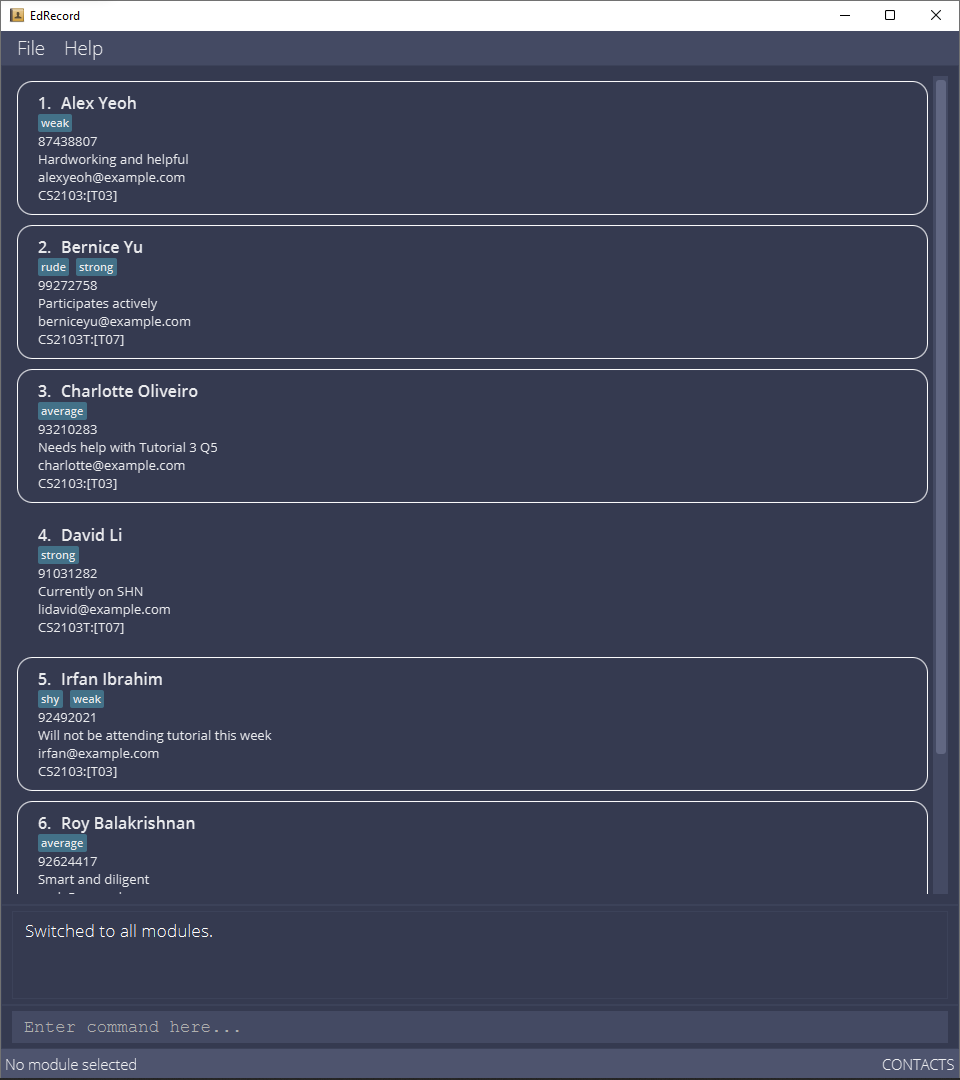 EdRecord
File Help
1. Alex Yeoh
weak
87438807
Hardworking and helpful
alexyeoh@example.com
CS2103:[T03]
2. Bernice Yu
rude strong
99272758
Participates actively
berniceyu@example.com
CS2103T:[T07]
3. Charlotte Oliveiro
average
93210283
Needs help with Tutorial 3 Q5
charlotte@example.com
CS2103:[T03]
4. David Li
strong
91031282
Currently on SHN
lidavid@example.com
CS2103T:[T07]
5. Irfan Ibrahim
shy weak
92492021
Will not be attending tutorial this week
irfan@example.com
CS2103:[T03]
6. Roy Balakrishnan
average
92624417
Smart and diligent
Switched to all modules.
Enter command here...
No module selected CONTACTS